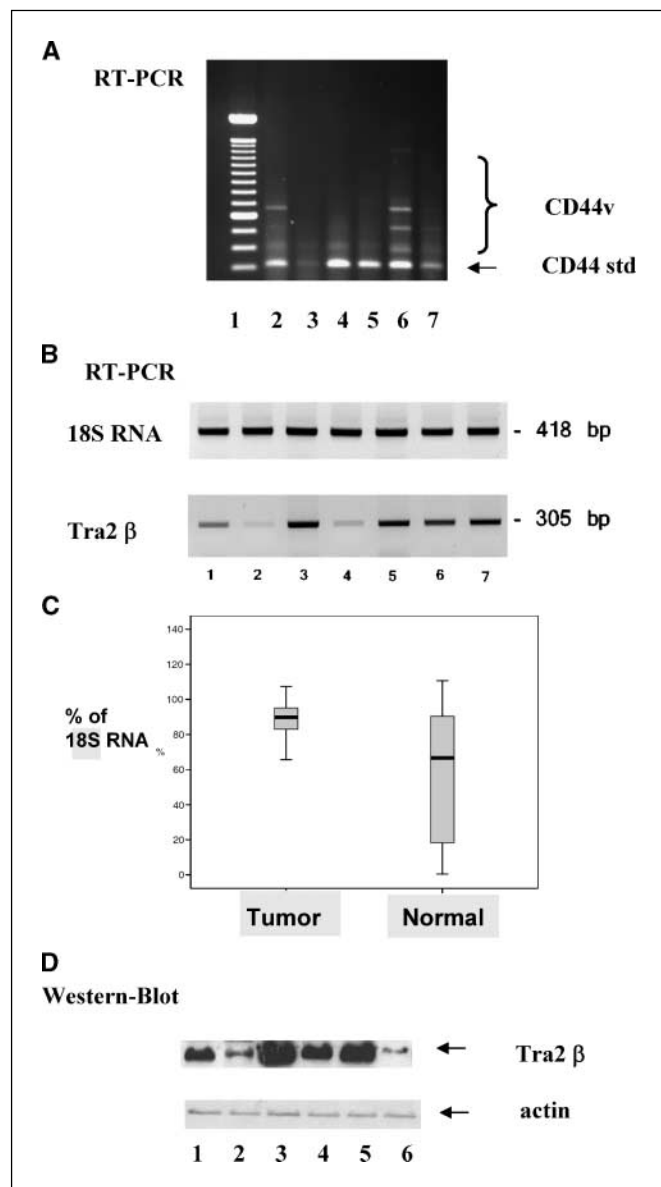 A
RT-PCR
CD44v
CD44 std
1 2 3 4 5 6 7
B
RT-PCR
18S RNA
- 418 bp
Tra2 β
- 305 bp
1 2 3 4 5 6 7
C
140
120
100
80
60
40
20
0
% of
18S RNA
%
Tumor
Normal
D
Western-Blot
Tra2 β
actin
1 2 3 4 5 6